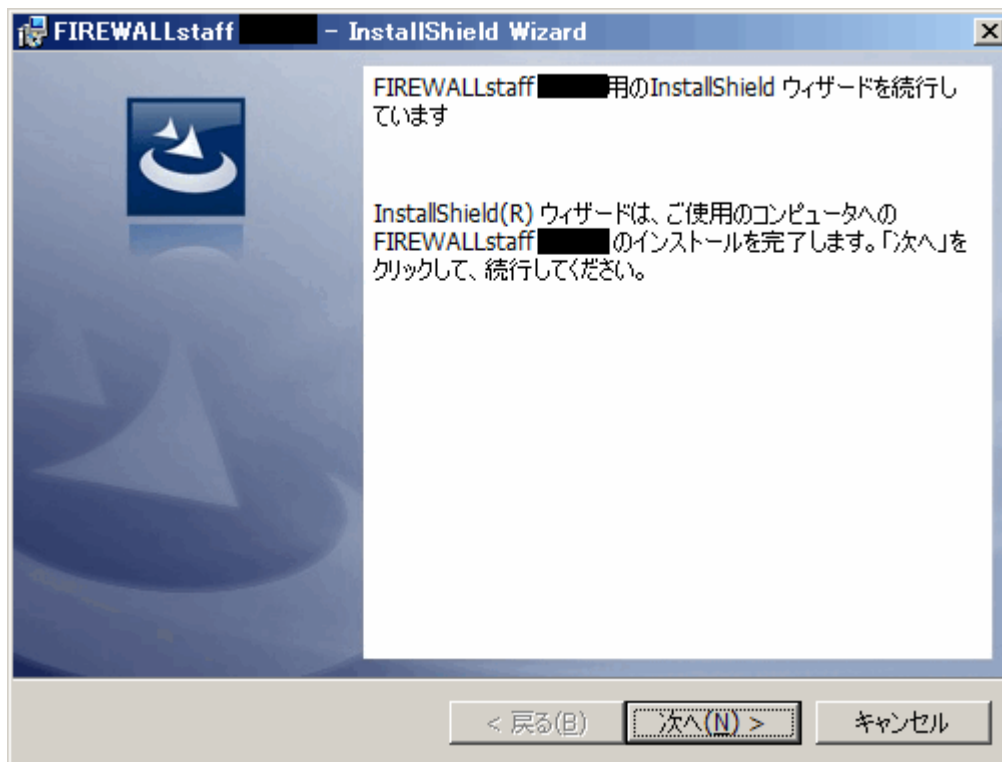 FIREWALLstaff - InstallShield Wizard
FIREWALLstaff 用のInstallShield ウィザードを続行し
ています
InstallShield(R) ウィザードは、ご使用のコンピュータへの
FIREWALLstaff のインストールを完了します。「次へ」を
クリックして、続行してください。
< 戻る(B)
次へ(N) >
キャンセル